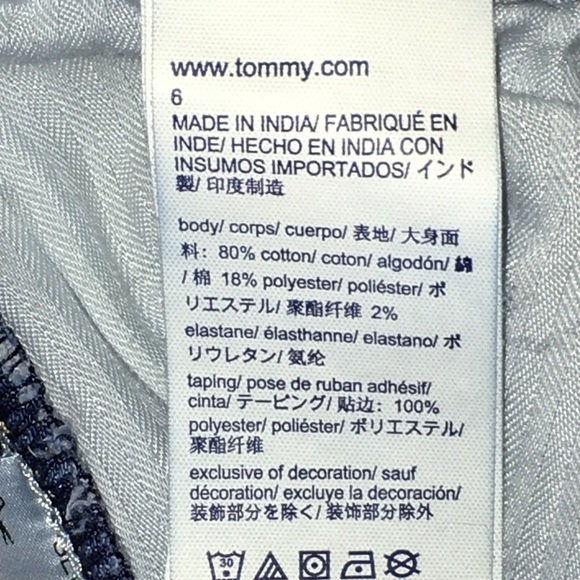 www.tommy.com
6
MADE IN INDIA/ FABRIQUÉ EN
INDE/ HECHO EN INDIA CON
INSUMOS IMPORTADOS/ インド
製/ 印度制造
body/ corps/ cuerpo/ 表地/ 大身面
料: 80% cotton/ coton/ algodón/ 綿
/ 棉 18% polyester/ poliéster/ ポ
リエステル/ 聚酯纤维 2%
elastane/ élasthanne/ elastano/ ポ
リウレタン/ 氨纶
taping/ pose de ruban adhésif/
cinta/ テーピング/ 贴边: 100%
polyester/ poliéster/ ポリエステル/
聚酯纤维
exclusive of decoration/ sauf
décoration/ excluye la decoración/
装飾部分を除く/ 装饰部分除外
30